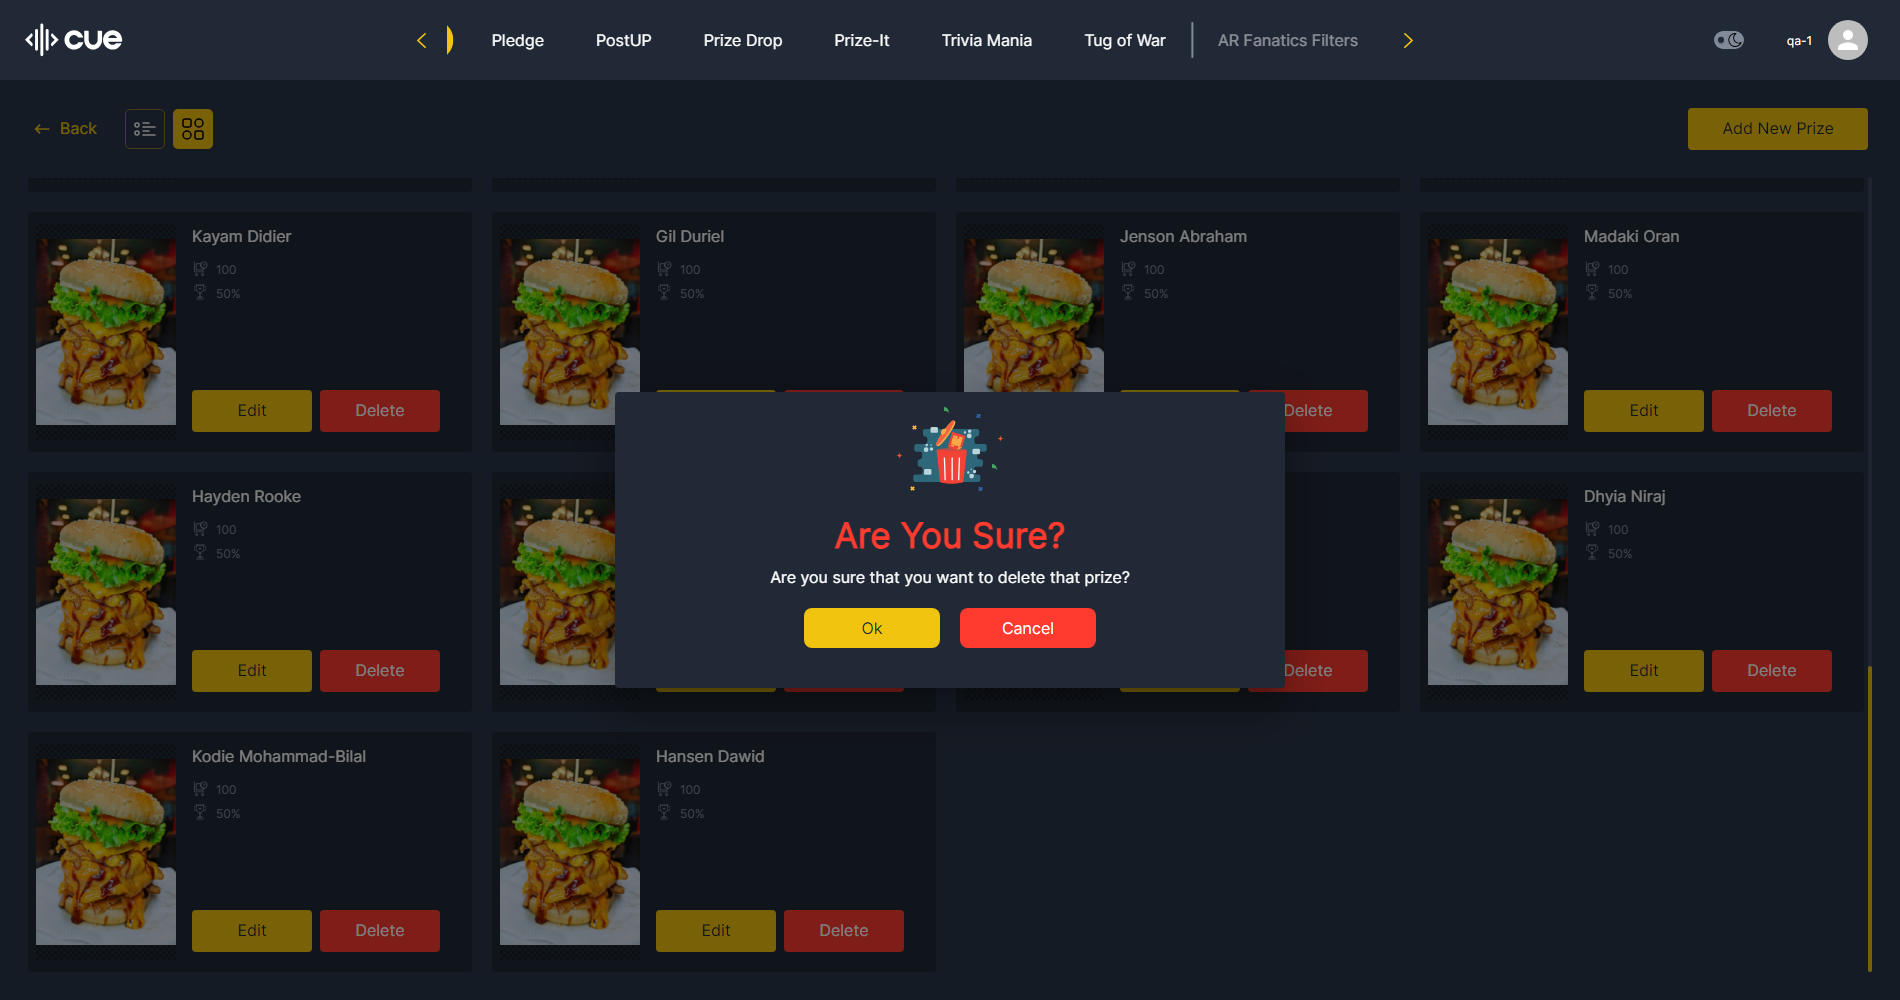 cue
Pledge
PostUP
Prize Drop
Prize-It
Trivia Mania
Tug of War
AR Fanatics Filters
qa-1
Back
Add New Prize
Kayam Didier
100
50%
Edit
Delete
Gil Duriel
100
50%
Jenson Abraham
100
50%
Delete
Madaki Oran
100
50%
Edit
Delete
Are You Sure?
Are you sure that you want to delete that prize?
Ok
Cancel
Hayden Rooke
100
50%
Edit
Delete
Delete
Dhyia Niraj
100
50%
Edit
Delete
Kodie Mohammad-Bilal
100
50%
Edit
Delete
Hansen Dawid
100
50%
Edit
Delete